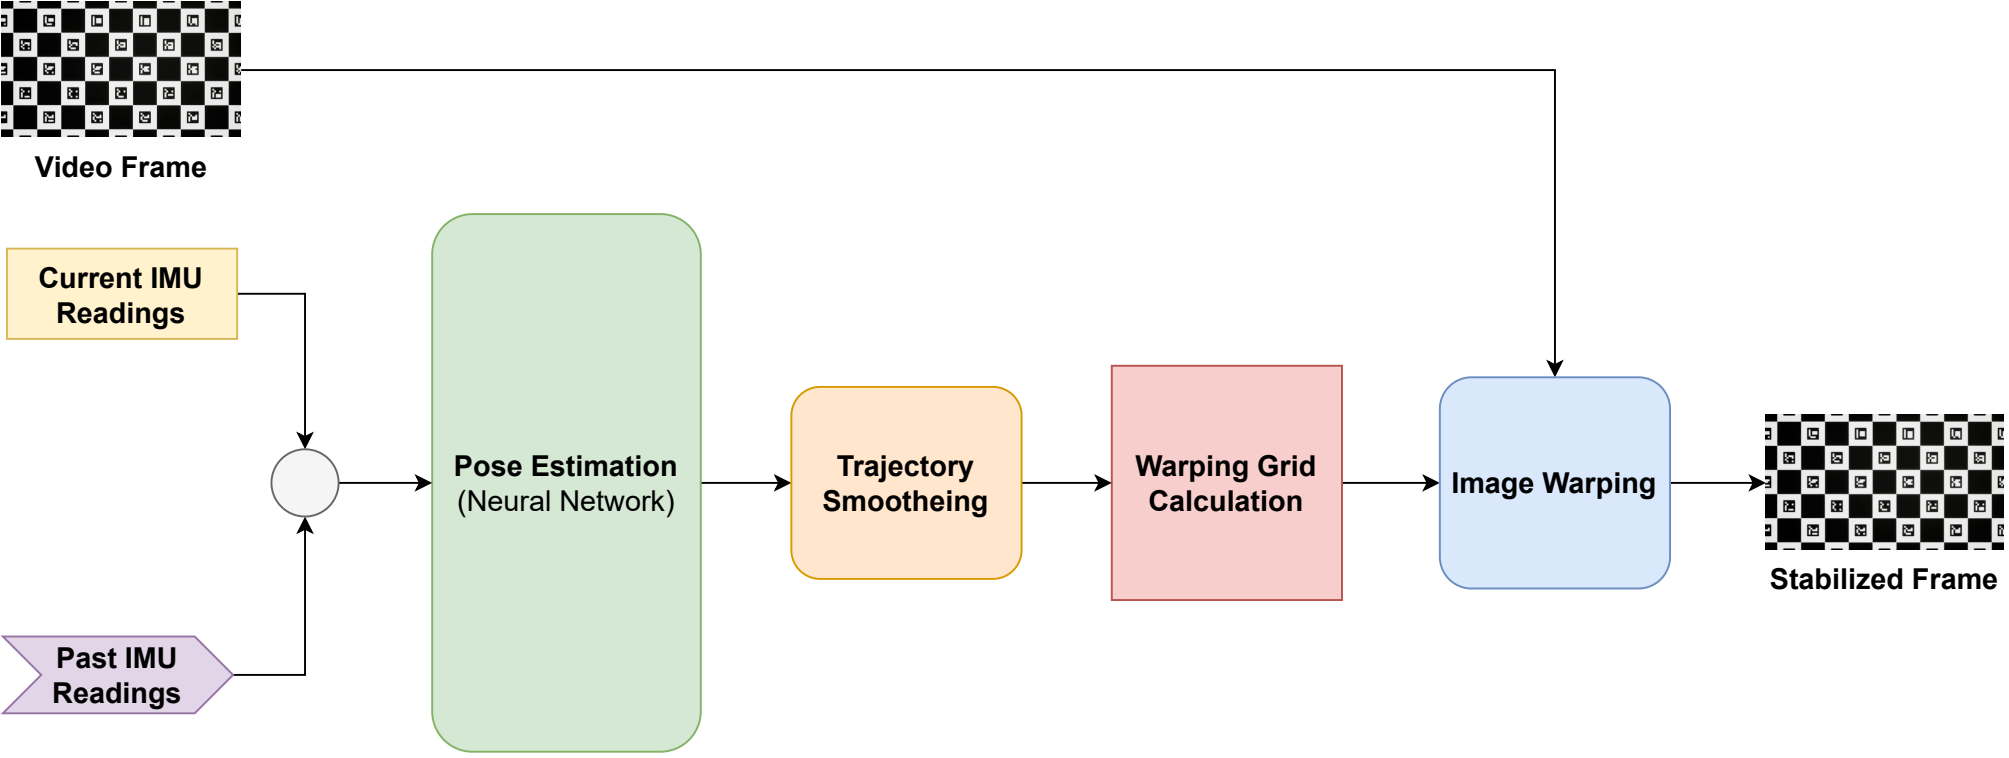 Video Frame
Current IMU
Readings
Past IMU
Readings
Pose Estimation
(Neural Network)
Trajectory
Smootheing
Warping Grid
Calculation
Image Warping
Stabilized Frame